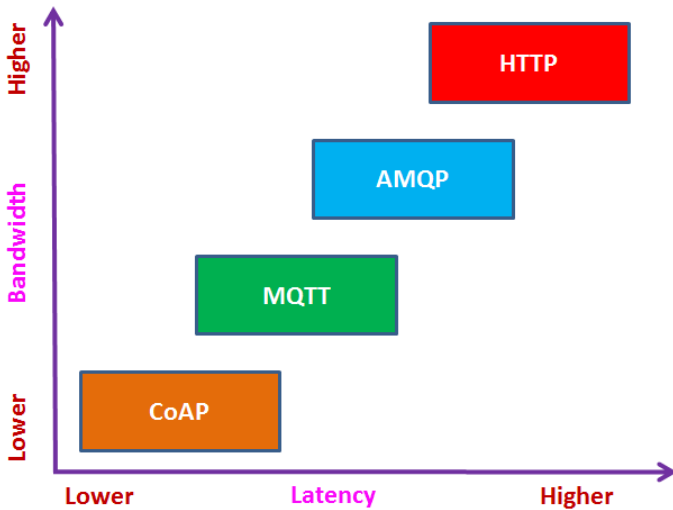 Higher
HTTP
AMQP
Bandwidth
MQTT
Lower
CoAP
Lower Latency Higher